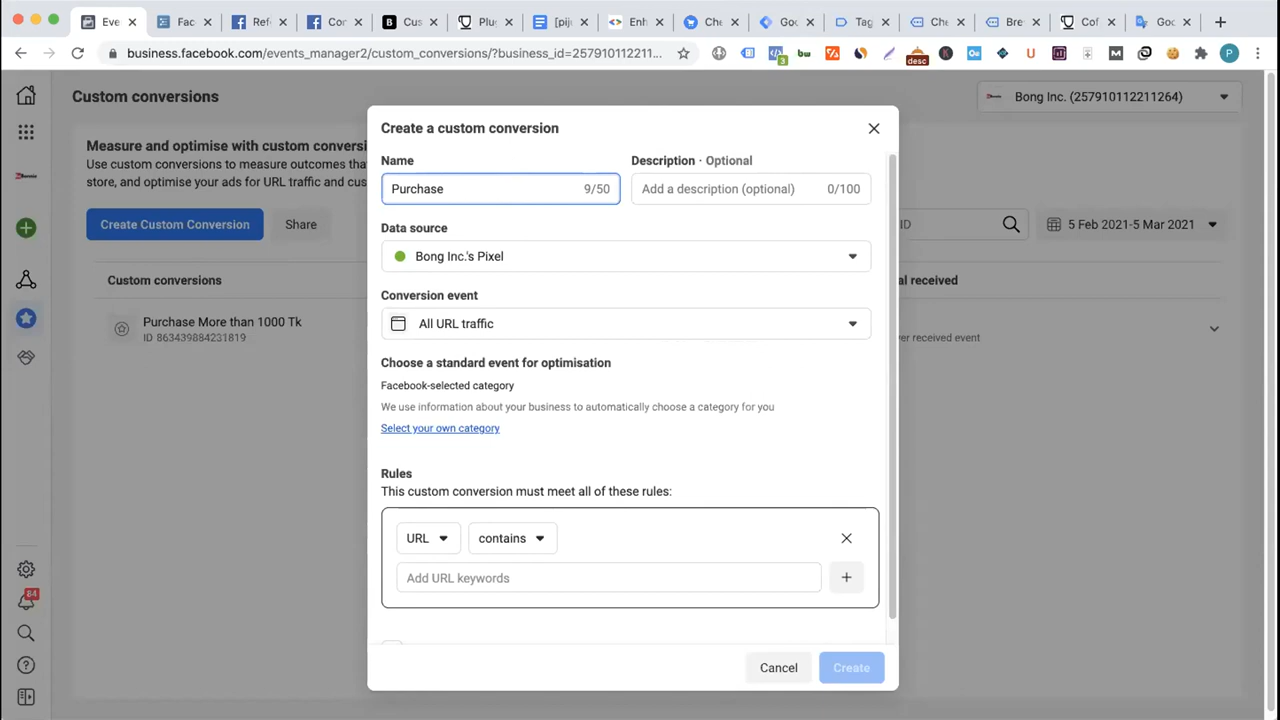 Eve
Fac
Ref
Con
Cus
Plu
[pij
Enh
Che
Goo
Tag
Che
Bre
Cof
Goo
business.facebook.com/events_manager2/custom_conversions/?business_id=257910112211...
3
desc
P
Custom conversions
Bong Inc. (257910112211264)
Measure and optimise with custom conversi
Use custom conversions to measure outcomes tha
store, and optimise your ads for URL traffic and cus
Create Custom Conversion
Share
ND
5 Feb 2021-5 Mar 2021
Custom conversions
al received
Purchase More than 1000 Tk
ID 863439884231819
ver received event
84
Create a custom conversion
Name
Description · Optional
Purchase
9/50
Add a description (optional)
0/100
Data source
Bong Inc.'s Pixel
Conversion event
All URL traffic
Choose a standard event for optimisation
Facebook-selected category
We use information about your business to automatically choose a category for you
Select your own category
Rules
This custom conversion must meet all of these rules:
URL
contains
Add URL keywords
Cancel
Create